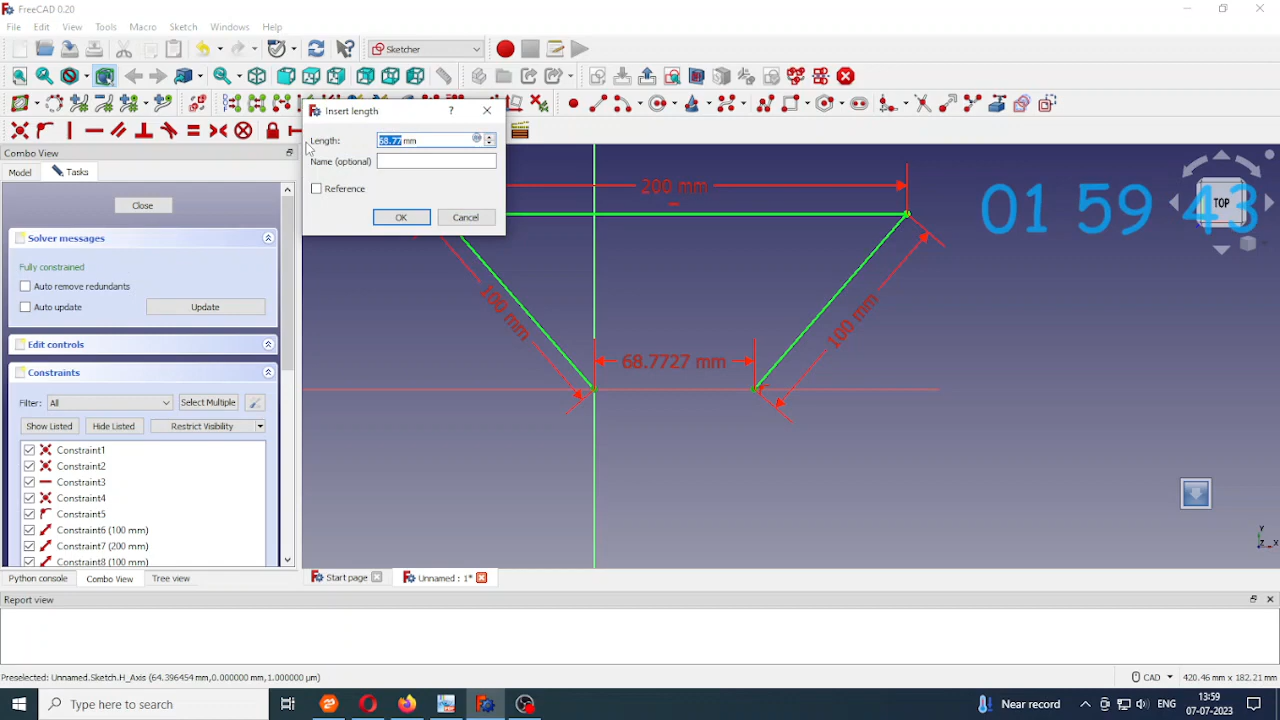 FreeCAD 0.20
File Edit View Tools Macro Sketch Windows Help
Sketcher
Insert length
?
Length: 68.77 mm
Name (optional)
Reference
OK Cancel
Combo View
Model Tasks
Close
Solver messages
Fully constrained
Auto remove redundants
Auto update Update
Edit controls
Constraints
Filter: All Select Multiple
Show Listed Hide Listed Restrict Visibility
Constraint1
Constraint2
Constraint3
Constraint4
Constraint5
Constraint6 (100 mm)
Constraint7 (200 mm)
Constraint8 (100 mm)
200 mm
100 mm
100 mm
68.7727 mm
TOP
01 59 43
Z X
Python console Combo View Tree view
Start page Unnamed : 1*
Report view
Preselected: Unnamed.Sketch.H_Axis (64.396454 mm,0.000000 mm,1.000000 µm)
CAD 420.46 mm x 182.21 mm
Type here to search
Near record
ENG
13:59
07-07-2023